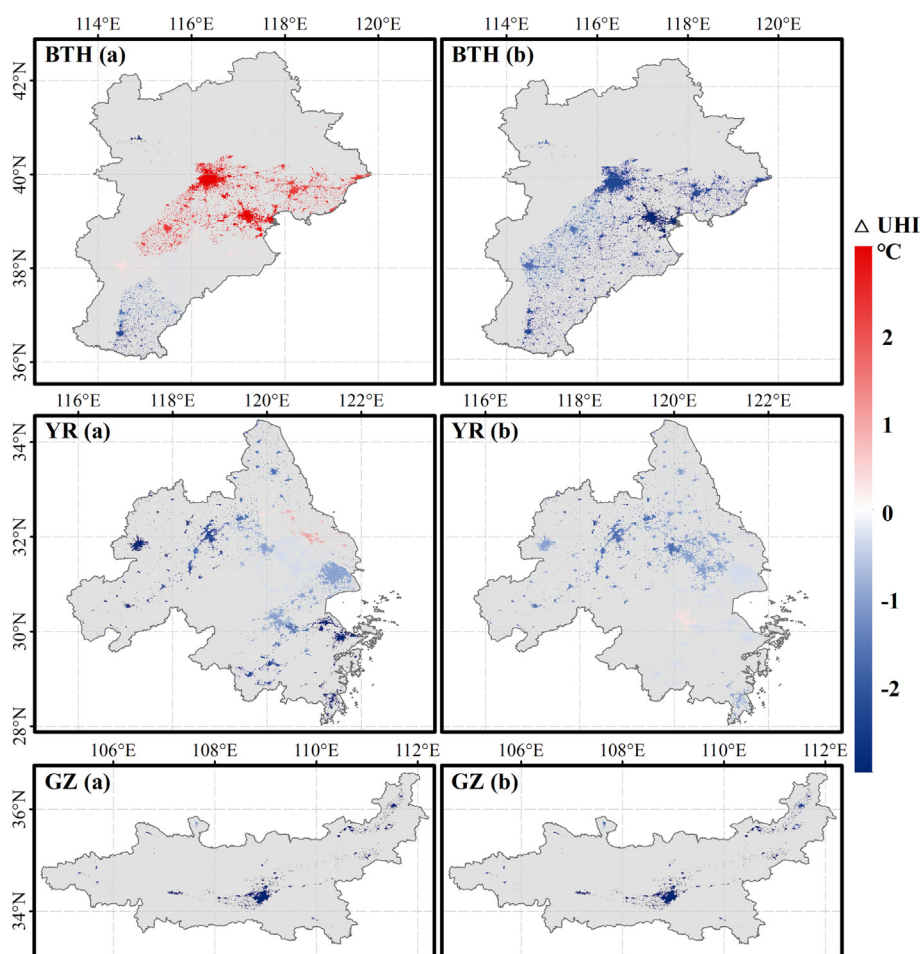 114°E 116°E 118°E 120°E
114°E 116°E 118°E 120°E
BTH (a)
BTH (b)
42°N
40°N
38°N
36°N
△ UHI
°C
2
1
0
-1
-2
116°E 118°E 120°E 122°E
116°E 118°E 120°E 122°E
YR (a)
YR (b)
34°N
32°N
30°N
28°N
106°E 108°E 110°E 112°E
106°E 108°E 110°E 112°E
GZ (a)
GZ (b)
36°N
34°N